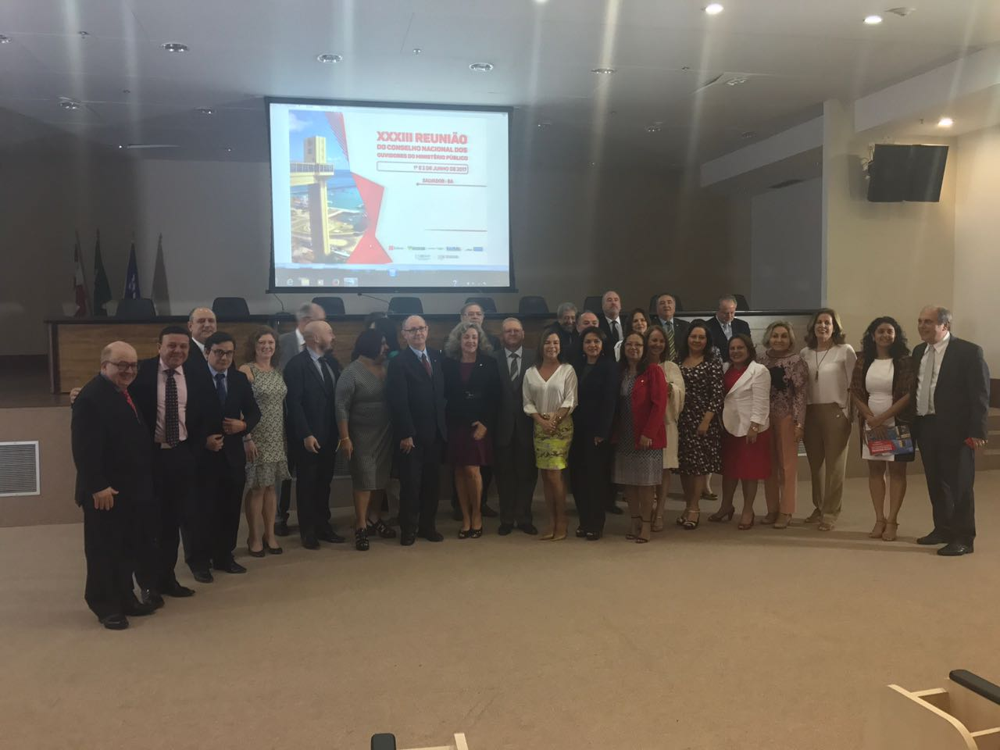 XXXIII REUNIÃO
DO CONSELHO NACIONAL DOS
OUVIDORES DO MINISTÉRIO PÚBLICO
1º E 2 DE JUNHO DE 2017
SALVADOR - BA